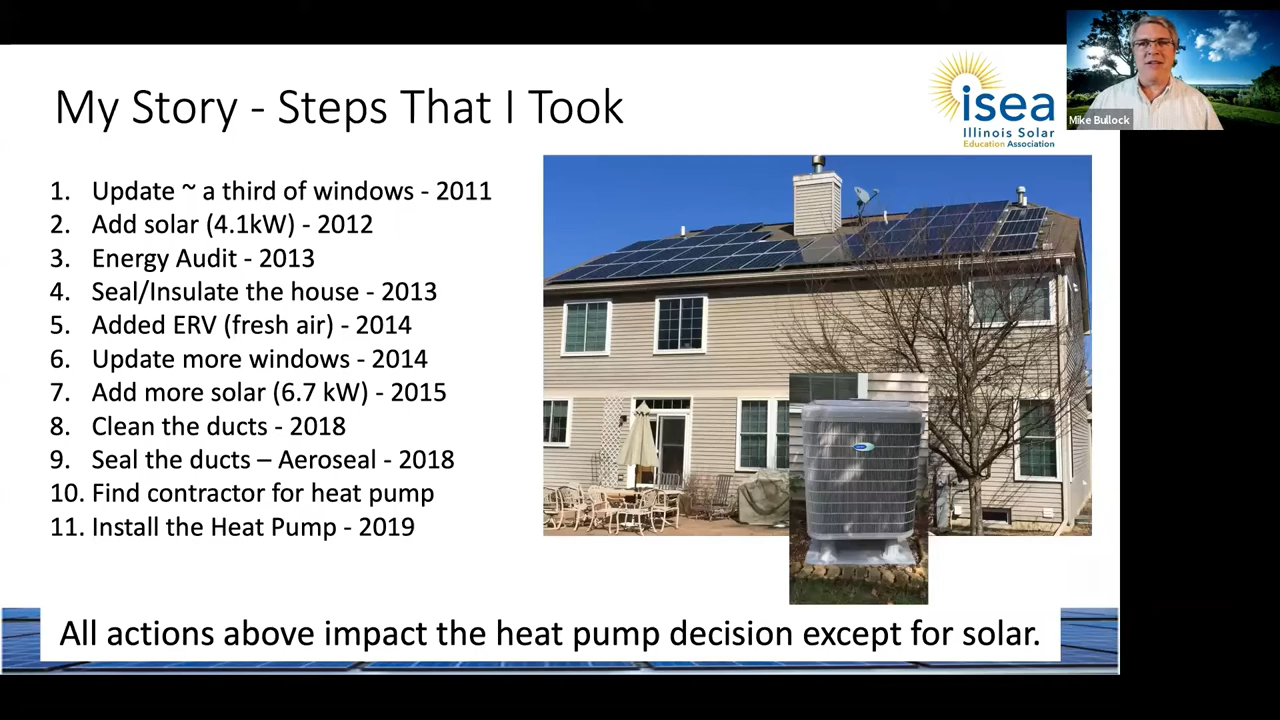 My Story - Steps That I Took
isea
Illinois Solar
Education Association
Mike Bullock
1. Update ~ a third of windows - 2011
2. Add solar (4.1kW) - 2012
3. Energy Audit - 2013
4. Seal/Insulate the house - 2013
5. Added ERV (fresh air) - 2014
6. Update more windows - 2014
7. Add more solar (6.7 kW) - 2015
8. Clean the ducts - 2018
9. Seal the ducts – Aeroseal - 2018
10. Find contractor for heat pump
11. Install the Heat Pump - 2019
All actions above impact the heat pump decision except for solar.